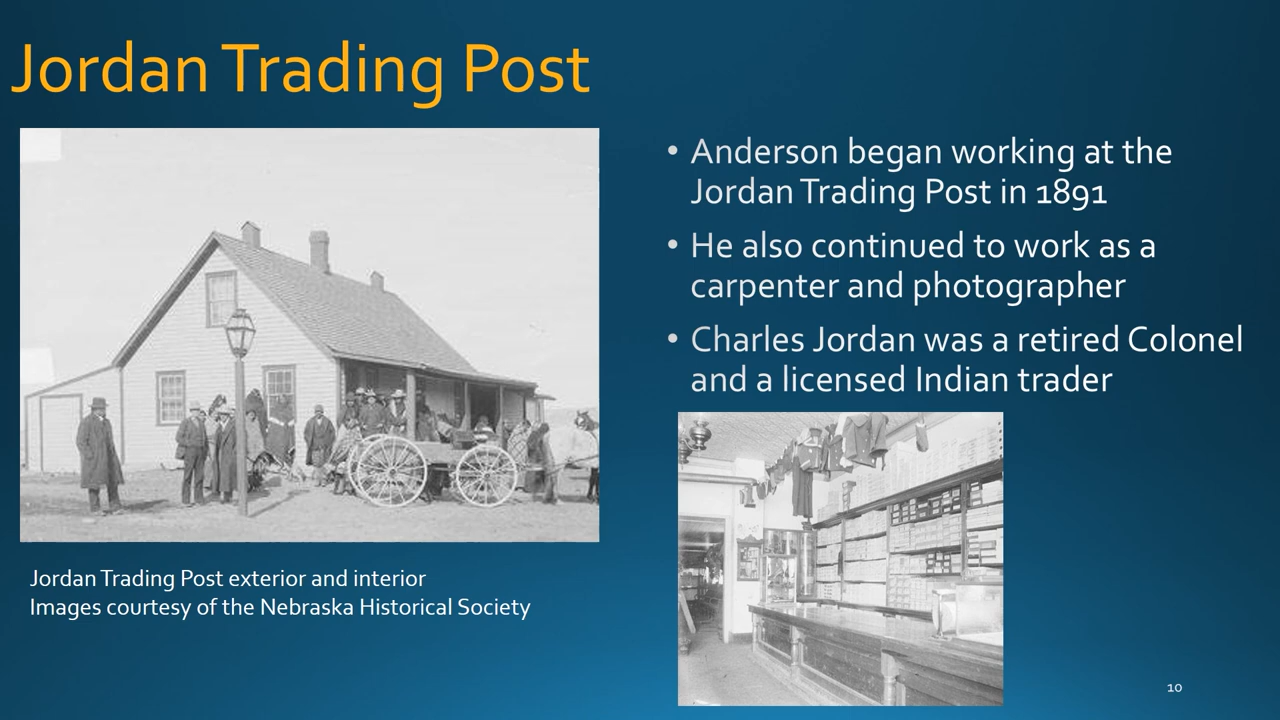 Jordan Trading Post
• Anderson began working at the
Jordan Trading Post in 1891
• He also continued to work as a
carpenter and photographer
• Charles Jordan was a retired Colonel
and a licensed Indian trader
Jordan Trading Post exterior and interior
Images courtesy of the Nebraska Historical Society
10